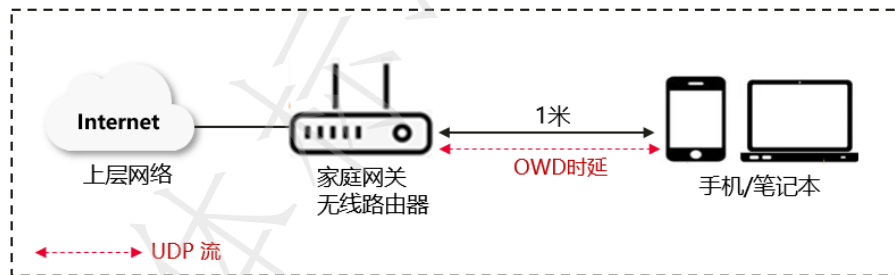 1米
Internet
OWD时延
上层网络
家庭网关
无线路由器
手机/笔记本
UDP 流